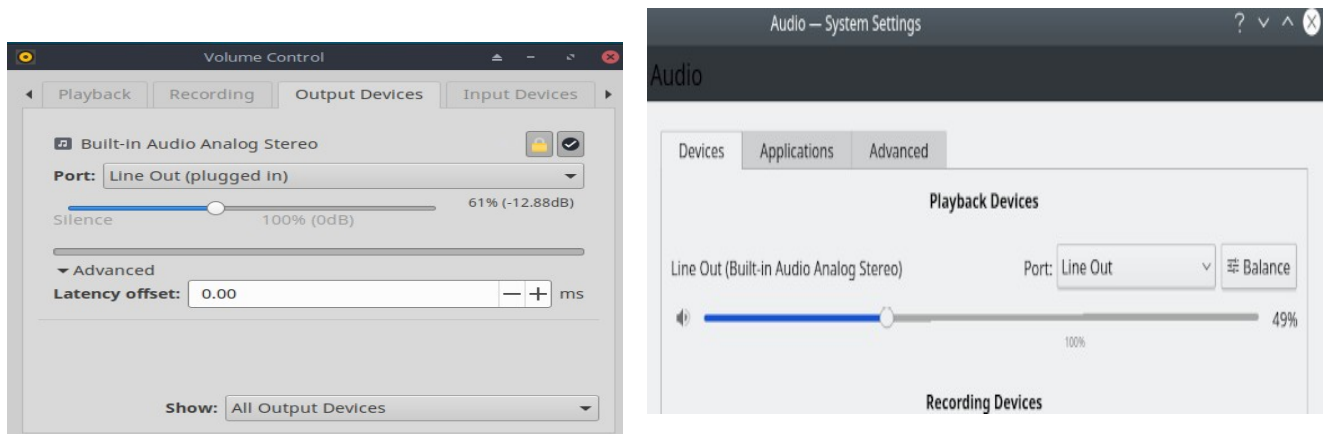 Volume Control
Playback Recording Output Devices Input Devices
Built-in Audio Analog Stereo
Port: Line Out (plugged in)
61% (-12.88dB)
Silence 100% (0dB)
Advanced
Latency offset: 0.00 ms
Show: All Output Devices
Audio — System Settings
Audio
Devices Applications Advanced
Playback Devices
Line Out (Built-in Audio Analog Stereo) Port: Line Out Balance
49%
100%
Recording Devices